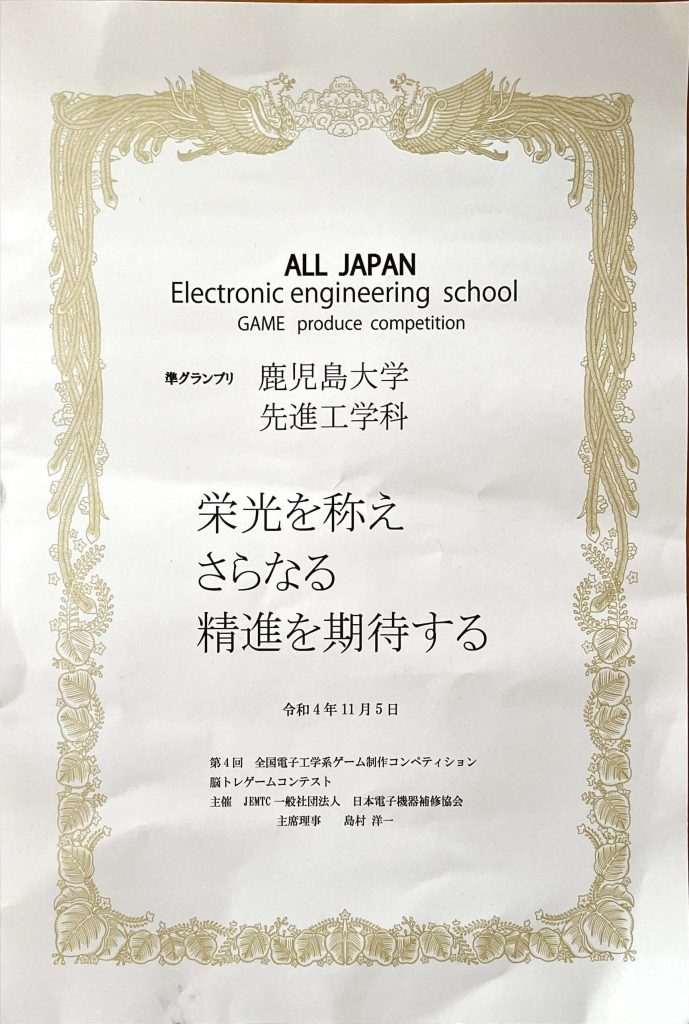 ALL JAPAN
Electronic engineering school
GAME produce competition
準グランプリ 鹿児島大学
先進工学科
栄光を称え
さらなる
精進を期待する
令和4年11月5日
第4回 全国電子工学系ゲーム制作コンペティション
脳トレゲームコンテスト
主催 JEMTC 一般社団法人 日本電子機器補修協会
主席理事 島村 洋一